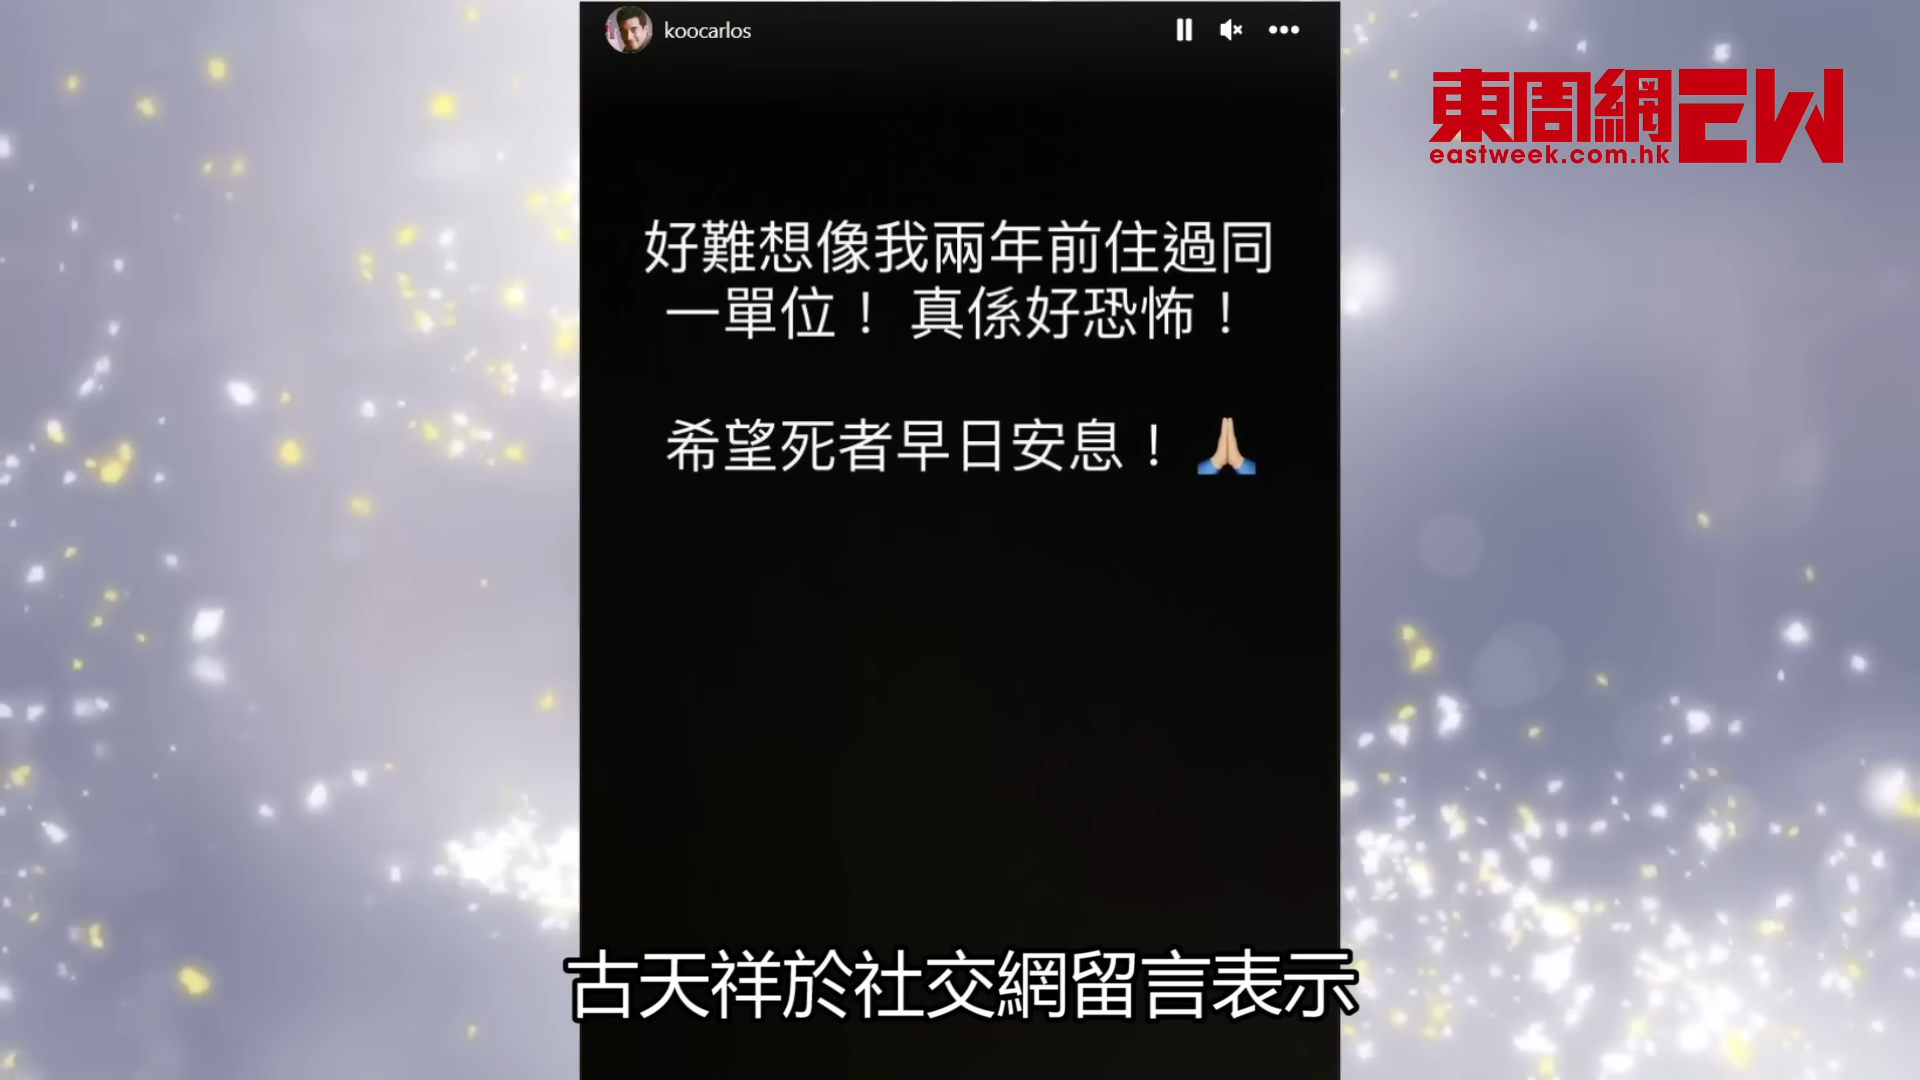 koocarlos
東周網EW
eastweek.com.hk
好難想像我兩年前住過同
一單位！ 真係好恐怖！
希望死者早日安息！ 🙏🏼
古天祥於社交網留言表示